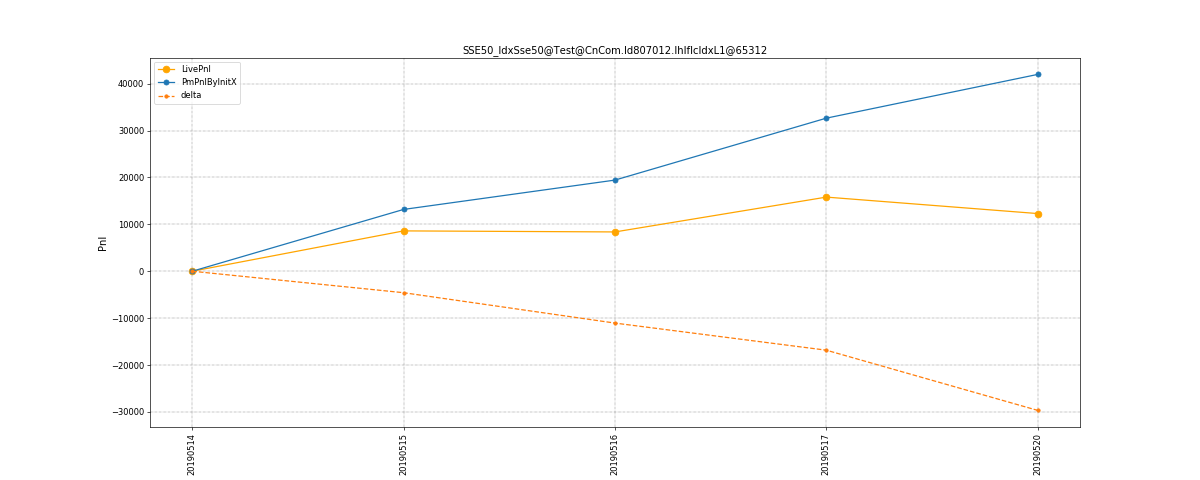 SSE50_IdxSse50@Test@CnCom.Id807012.IhIfIcIdxL1@65312
LivePnl
PmPnlByInitX
delta
40000
30000
20000
10000
0
−10000
−20000
−30000
Pnl
20190514
20190515
20190516
20190517
20190520